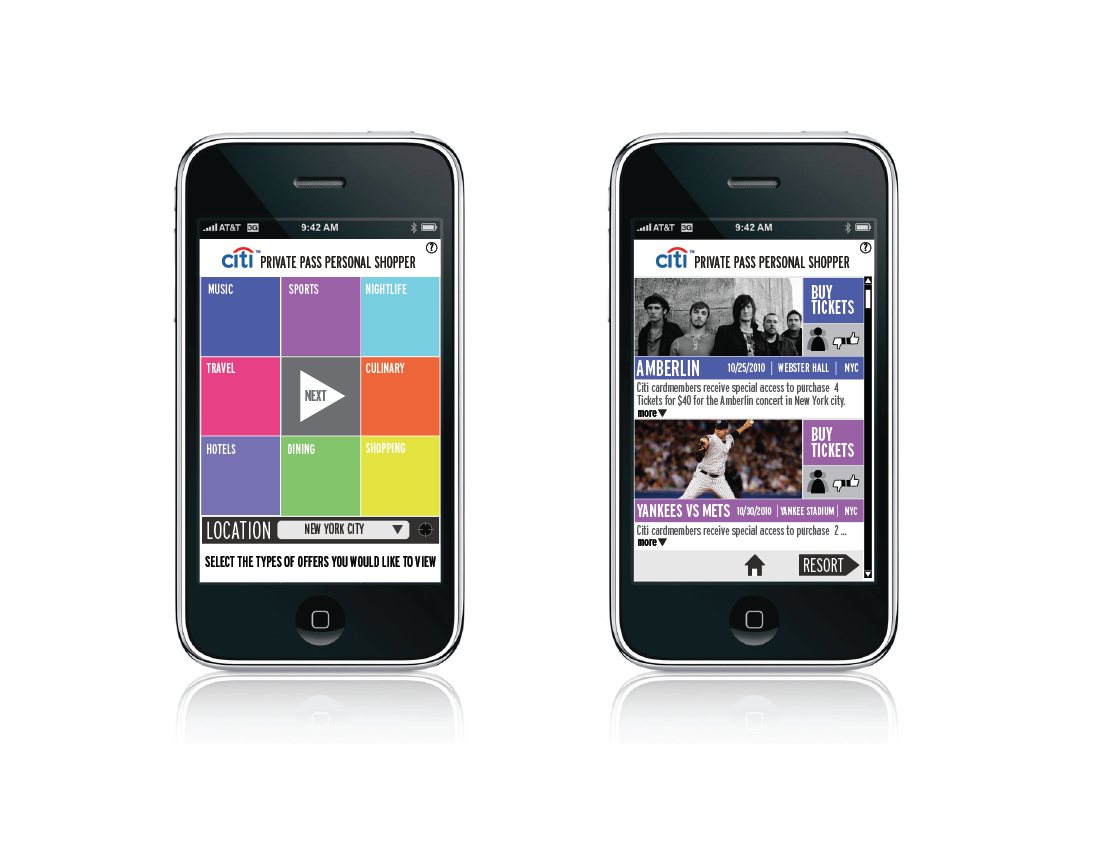 AT&T 3G 9:42 AM
?
citi™ PRIVATE PASS PERSONAL SHOPPER
MUSIC SPORTS NIGHTLIFE
TRAVEL NEXT CULINARY
HOTELS DINING SHOPPING
LOCATION NEW YORK CITY
SELECT THE TYPES OF OFFERS YOU WOULD LIKE TO VIEW
AT&T 3G 9:42 AM
?
citi™ PRIVATE PASS PERSONAL SHOPPER
BUY
TICKETS
AMBERLIN 10/25/2010 | WEBSTER HALL | NYC
Citi cardmembers receive special access to purchase 4
Tickets for $40 for the Amberlin concert in New York city.
more▼
BUY
TICKETS
YANKEES VS METS 10/30/2010 | YANKEE STADIUM | NYC
Citi cardmembers receive special access to purchase 2 ...
more▼
RESORT